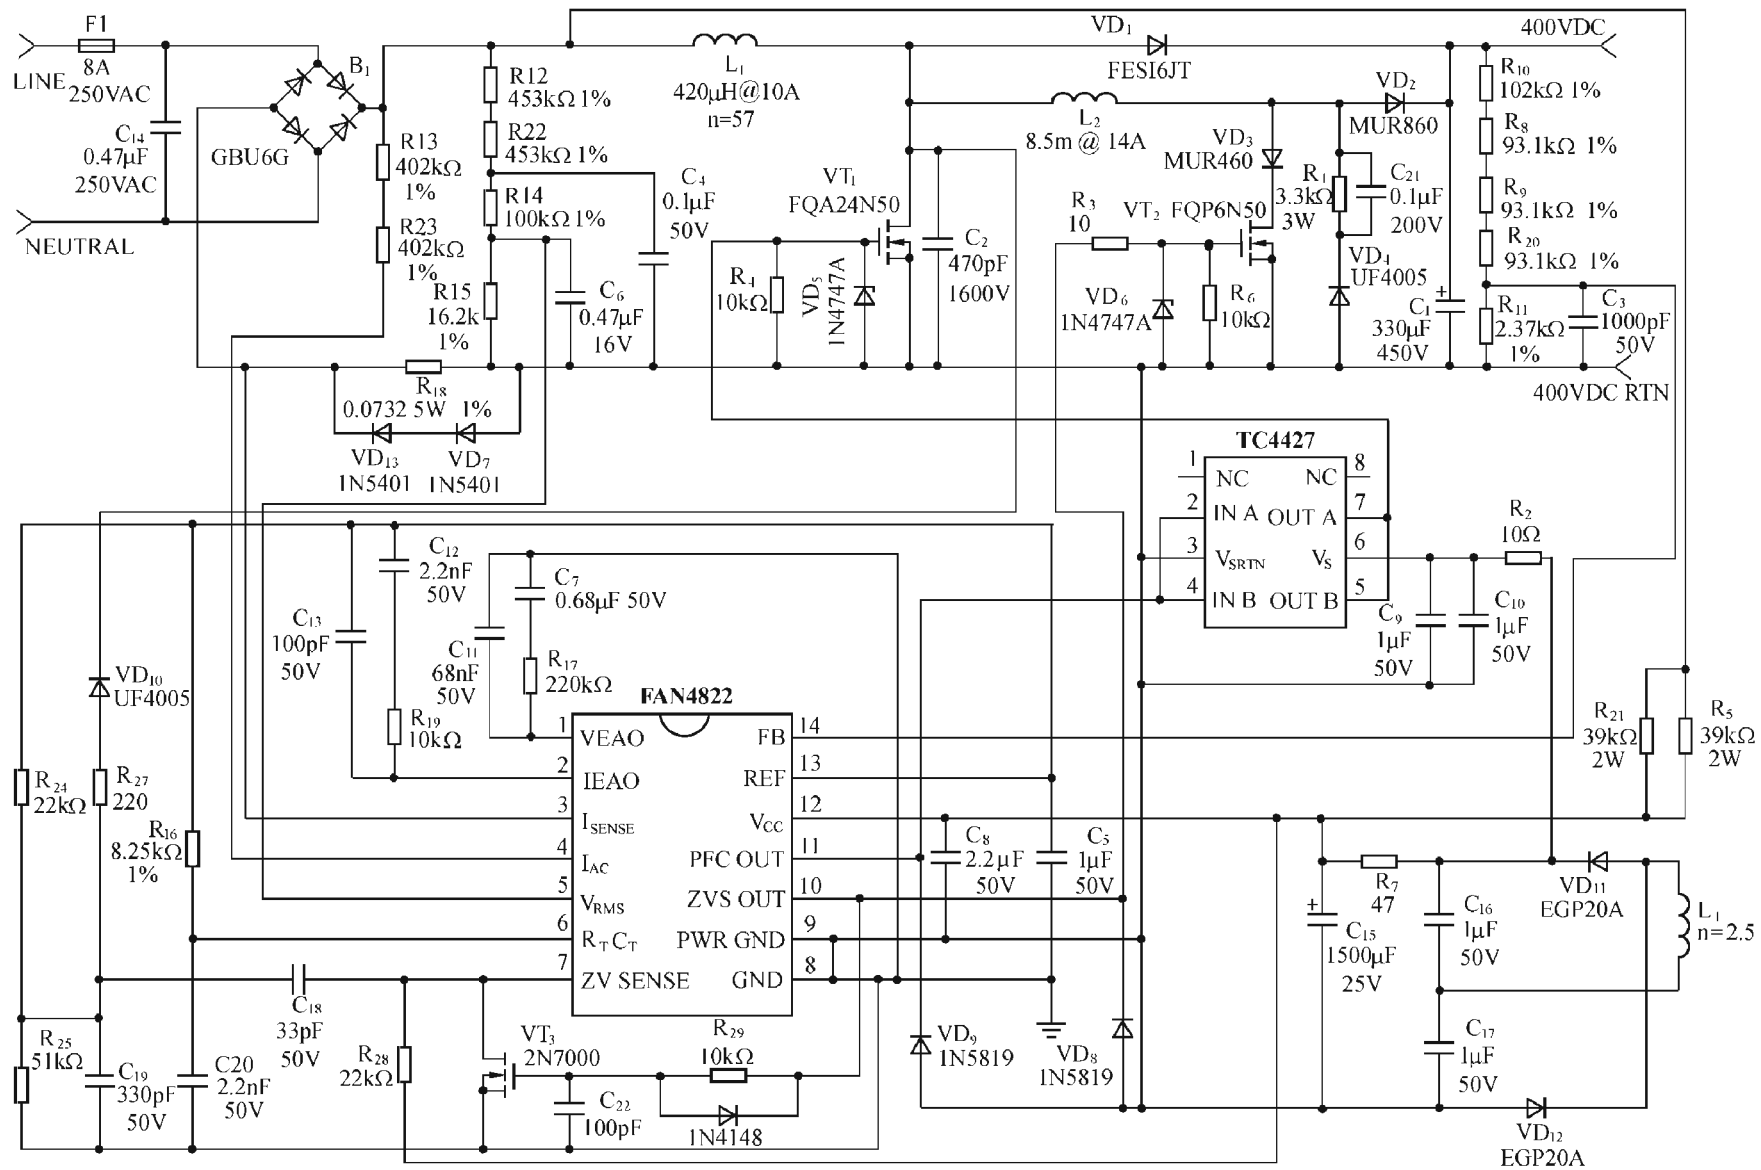 F1
8A
250VAC
LINE
NEUTRAL
C₁₄
0.47μF
250VAC
B₁
GBU6G
R13
402kΩ
1%
R23
402kΩ
1%
R12
453kΩ 1%
R22
453kΩ 1%
R14
100kΩ 1%
R15
16.2k
1%
C₄
0.1μF
50V
C₆
0.47μF
16V
L₁
420μH@10A
n=57
VD₁
FESI6JT
400VDC
L₂
8.5m @ 14A
VD₂
MUR860
VD₃
MUR460
VT₁
FQA24N50
C₂
470pF
1600V
R₄
10kΩ
VD₅
1N4747A
R₃
10
VT₂ FQP6N50
VD₆
1N4747A
R₆
10kΩ
R₁
3.3kΩ
3W
C₂₁
0.1μF
200V
VD₄
UF4005
C₁
+
330μF
450V
R₁₀
102kΩ 1%
R₈
93.1kΩ 1%
R₉
93.1kΩ 1%
R₂₀
93.1kΩ 1%
R₁₁
2.37kΩ
1%
C₃
1000pF
50V
400VDC RTN
R₁₈
0.0732 5W 1%
VD₁₃
1N5401
VD₇
1N5401
TC4427
1 NC
2 IN A
3 VSRTN
4 IN B
NC 8
OUT A 7
VS 6
OUT B 5
R₂
10Ω
C₉
1μF
50V
C₁₀
1μF
50V
C₁₂
2.2nF
50V
C₁₃
100pF
50V
C₇
0.68μF 50V
C₁₁
68nF
50V
R₁₇
220kΩ
R₁₉
10kΩ
VD₁₀
UF4005
R₂₄
22kΩ
R₂₇
220
R₁₆
8.25kΩ
1%
FAN4822
1 VEAO
2 IEAO
3 ISENSE
4 IAC
5 VRMS
6 RTCT
7 ZV SENSE
FB 14
REF 13
VCC 12
PFC OUT 11
ZVS OUT 10
PWR GND 9
GND 8
C₈
2.2μF
50V
C₅
1μF
50V
R₂₁
39kΩ
2W
R₅
39kΩ
2W
R₇
47
VD₁₁
EGP20A
+
C₁₅
1500μF
25V
C₁₆
1μF
50V
L₁
n=2.5
C₁₇
1μF
50V
VD₁₂
EGP20A
VD₉
1N5819
VD₈
1N5819
R₂₅
51kΩ
C₁₉
330pF
50V
C20
2.2nF
50V
C₁₈
33pF
50V
R₂₈
22kΩ
VT₃
2N7000
R₂₉
10kΩ
C₂₂
100pF
1N4148